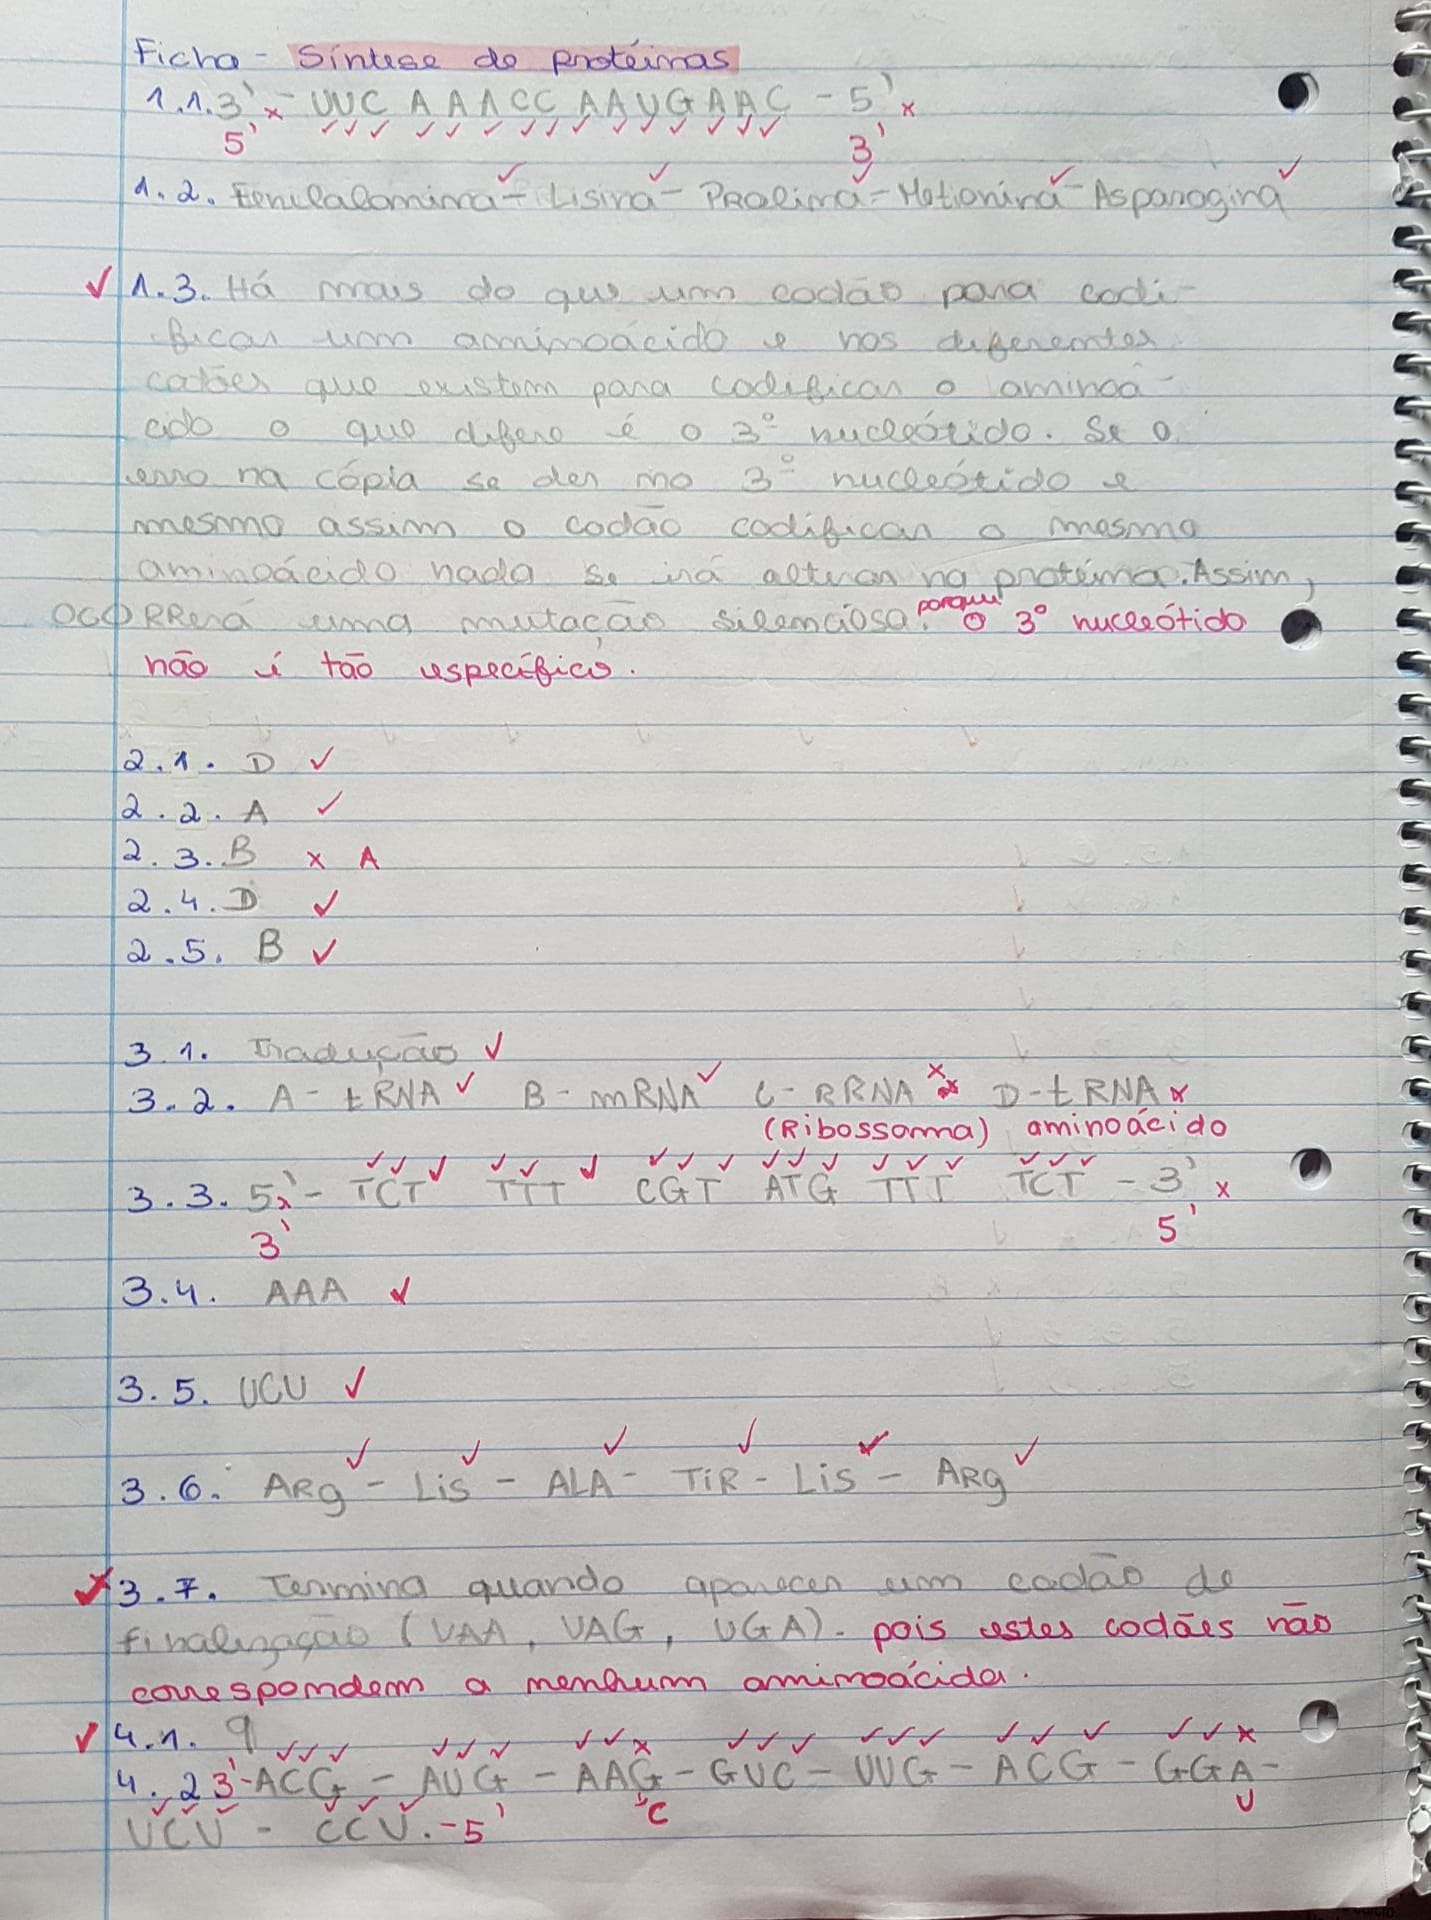 Ficha - Síntese de proteínas
1.1. 3' x - UUC AAA CCA AUG AAC - 5' x
5' 3'
1.2. Fenilalanina - Lisina - Prolina - Metionina - Asparagina
1.3. Há mais do que um codão para codi-
ficar um aminoácido e nos diferentes
codões que existem para codificar o aminoá-
cido o que difere é o 3º nucleótido. Se o
erro na cópia se der no 3º nucleótido e
mesmo assim o codão codificar o mesmo
aminoácido nada se irá alterar na proteína. Assim,
ocorrerá uma mutação silenciosa. porque o 3º nucleótido
não é tão específico.
2.1. D ✓
2.2. A ✓
2.3. B x A
2.4. D ✓
2.5. B ✓
3.1. Tradução ✓
3.2. A - tRNA ✓ B - mRNA ✓ C - RRNA x D - tRNA x
(Ribossoma) aminoácido
3.3. 5' x - TCT TTT CGT ATG TTT TCT - 3' x
3' 5'
3.4. AAA ✓
3.5. UCU ✓
3.6. ARg - Lis - ALA - TiR - Lis - ARg
3.7. Termina quando aparecer um codão de
finalização (UAA, UAG, UGA). pois estes codões não
correspondem a nenhum aminoácido.
4.1. 9
4.2 3' - ACG - AUG - AAG - GUC - UUG - ACG - GGA -
C U
UCU - CCU. - 5'